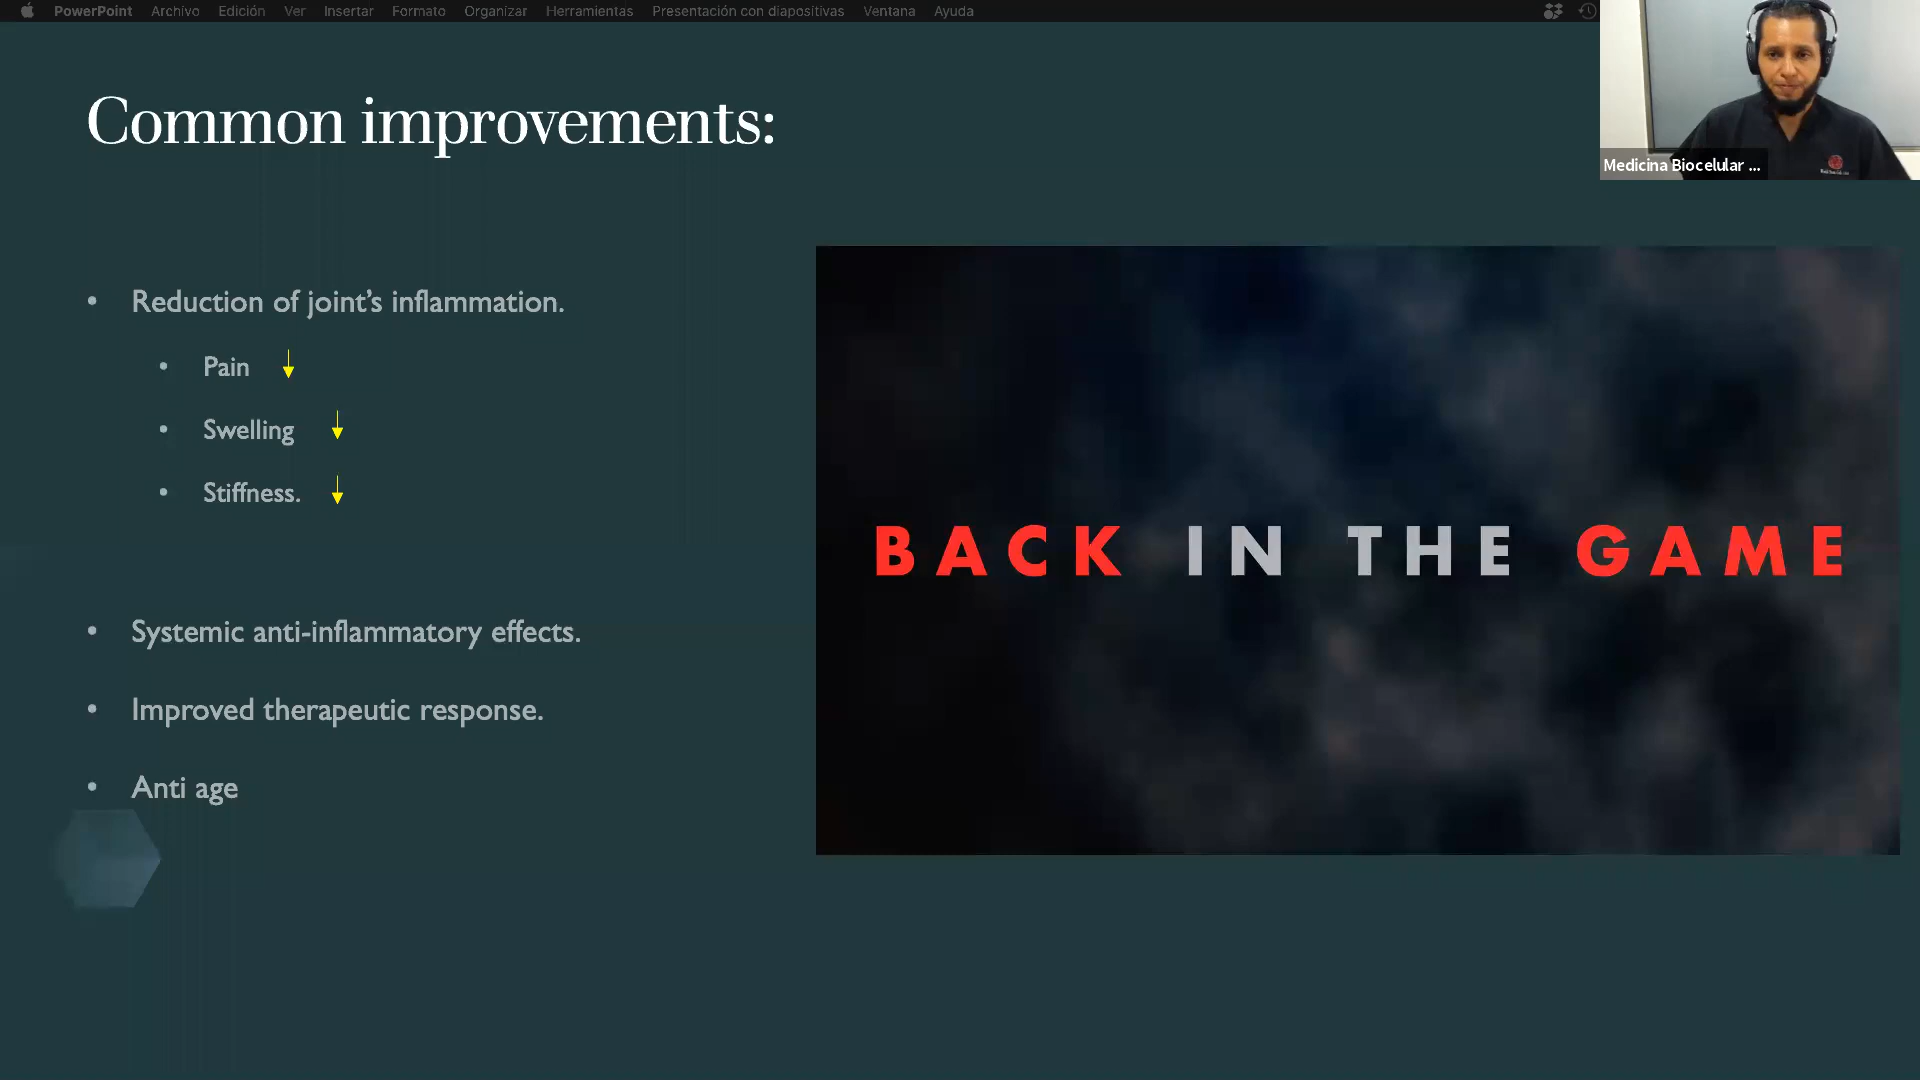 PowerPoint Archivo Edición Ver Insertar Formato Organizar Herramientas Presentación con diapositivas Ventana Ayuda
Medicina Biocelular ...
Common improvements:
• Reduction of joint’s inflammation.
• Pain ↓
• Swelling ↓
• Stiffness. ↓
• Systemic anti-inflammatory effects.
• Improved therapeutic response.
• Anti age
BACK IN THE GAME